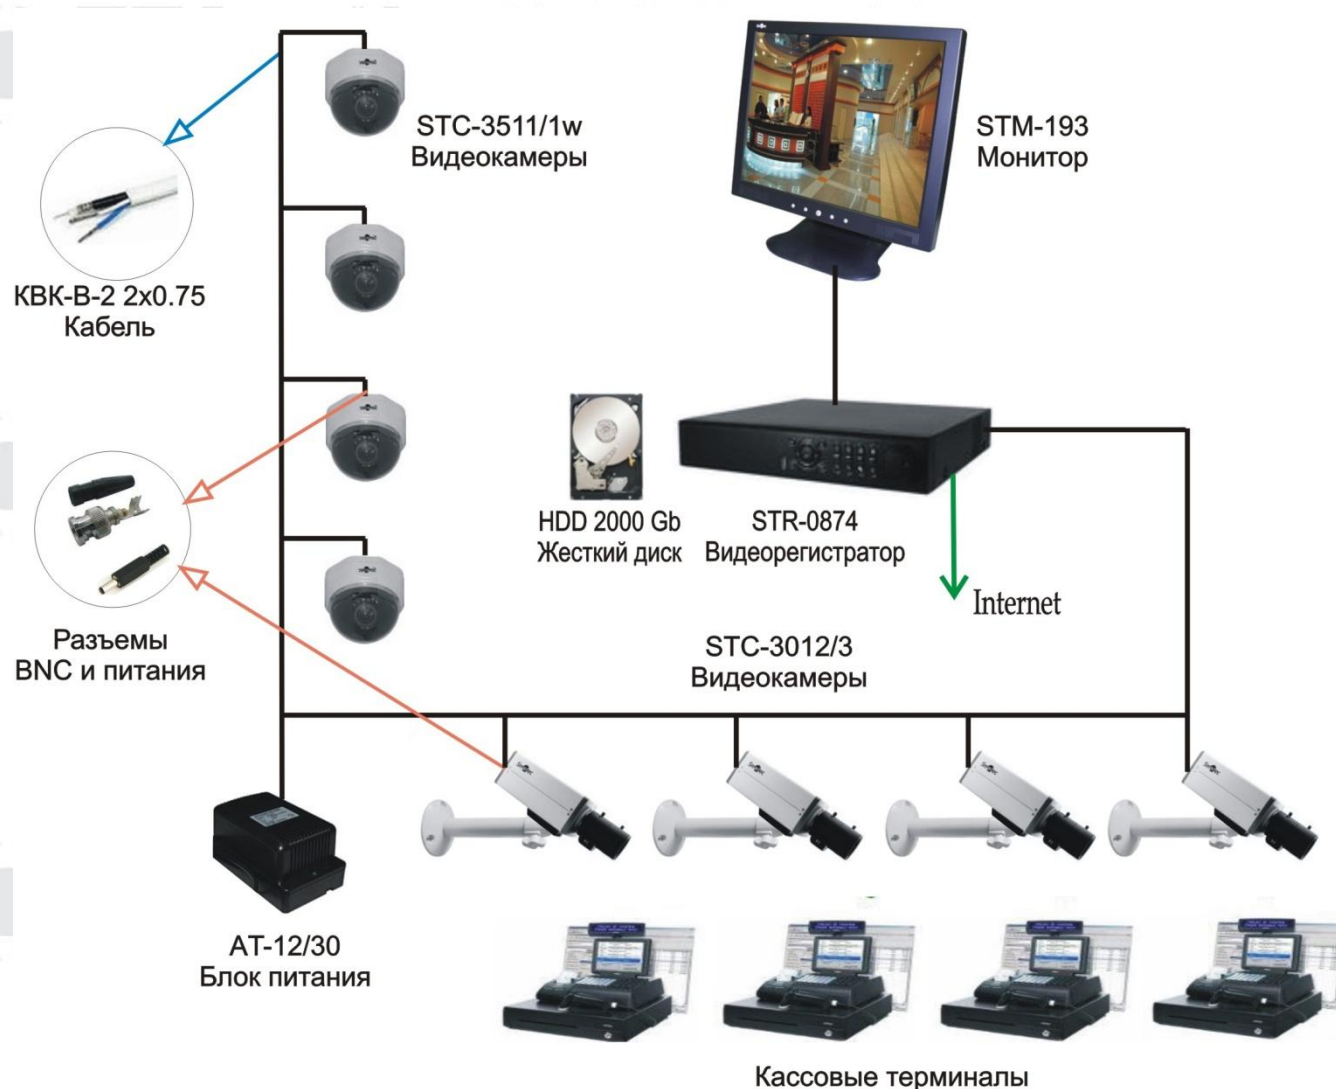 STC-3511/1w
Видеокамеры
STM-193
Монитор
КВК-В-2 2х0.75
Кабель
HDD 2000 Gb
Жесткий диск
STR-0874
Видеорегистратор
Internet
Разъемы
BNC и питания
STC-3012/3
Видеокамеры
АТ-12/30
Блок питания
Кассовые терминалы